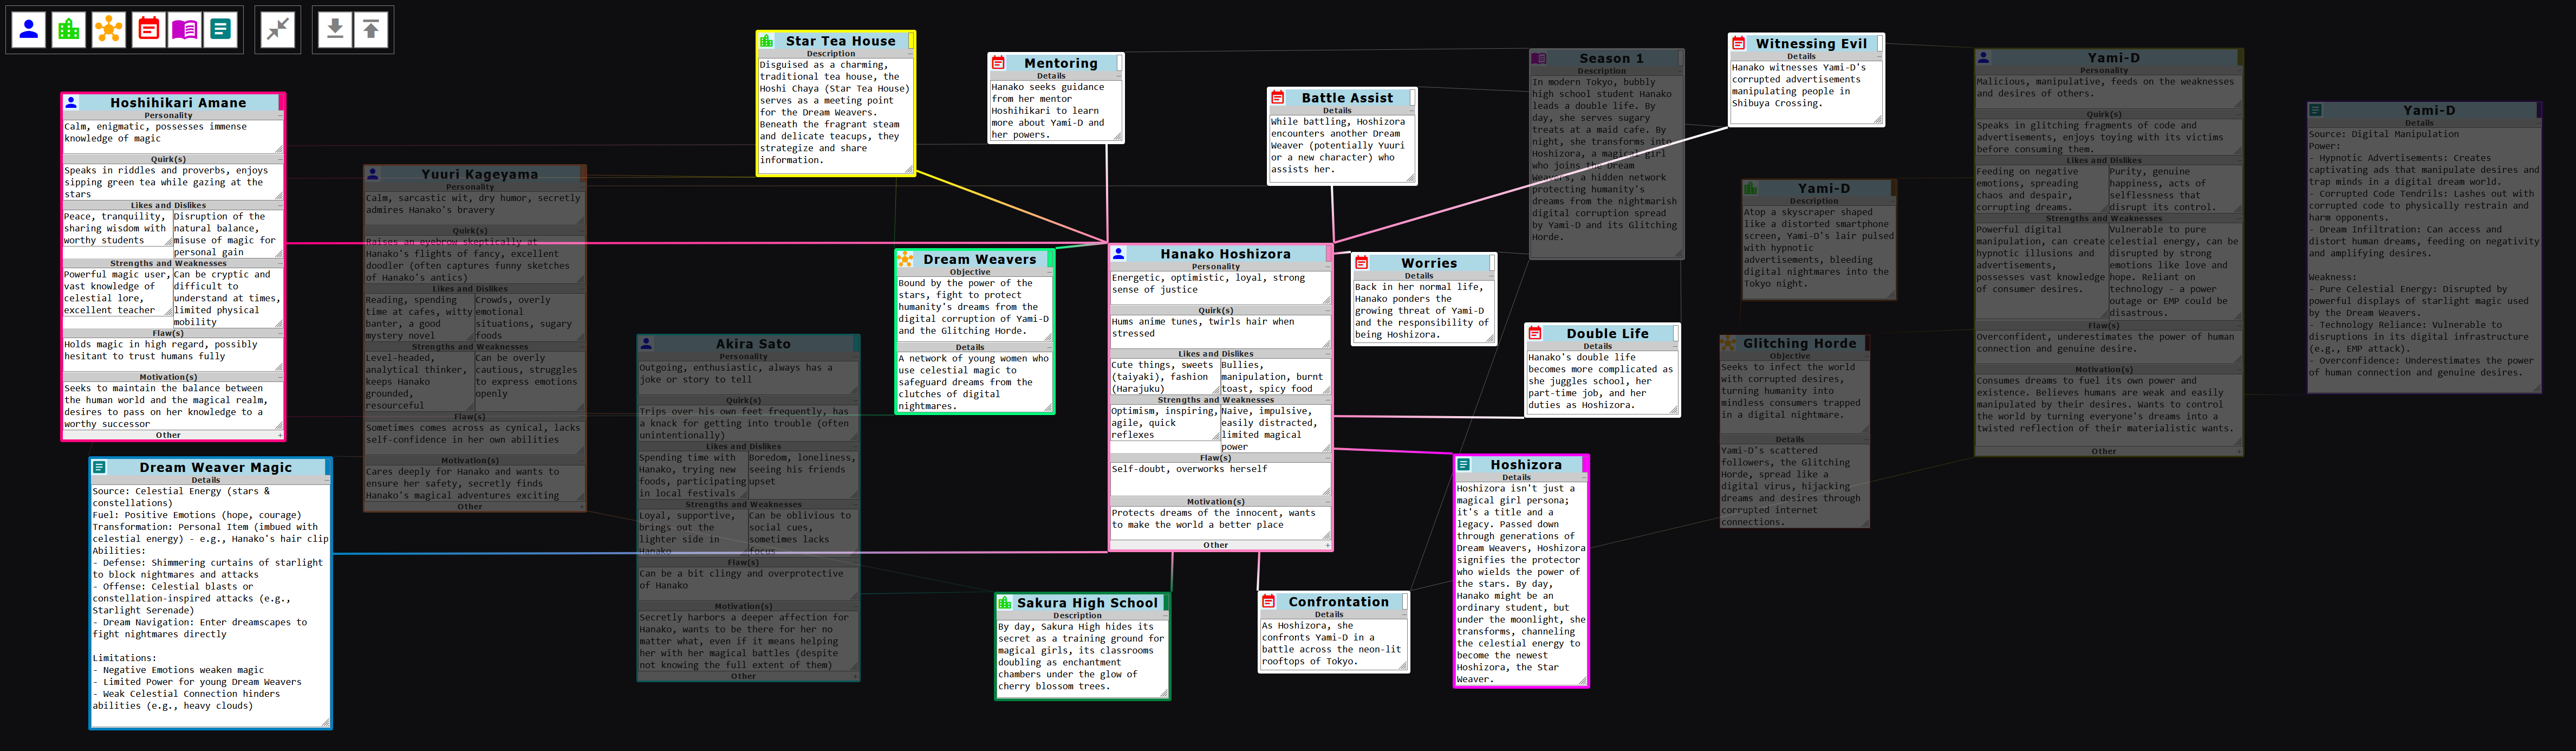 Star Tea House
Description
Disguised as a charming,
traditional tea house, the
Hoshi Chaya (Star Tea House)
serves as a meeting point
for the Dream Weavers.
Beneath the fragrant steam
and delicate teacups, they
strategize and share
information.
Mentoring
Details
Hanako seeks guidance
from her mentor
Hoshihikari to learn
more about Yami-D and
her powers.
Battle Assist
Details
While battling, Hoshizora
encounters another Dream
Weaver (potentially Yuuri
or a new character) who
assists her.
Season 1
Description
In modern Tokyo, bubbly
high school student Hanako
leads a double life. By
day, she serves sugary
treats at a maid cafe. By
night, she transforms into
Hoshizora, a magical girl
who joins the Dream
Weavers, a hidden network
protecting humanity's
dreams from the nightmarish
digital corruption spread
by Yami-D and its Glitching
Horde.
Witnessing Evil
Details
Hanako witnesses Yami-D's
corrupted advertisements
manipulating people in
Shibuya Crossing.
Yami-D
Personality
Malicious, manipulative, feeds on the weaknesses
and desires of others.
Quirk(s)
Speaks in glitching fragments of code and
advertisements, enjoys toying with its victims
before consuming them.
Likes and Dislikes
Feeding on negative
emotions, spreading
chaos and despair,
corrupting dreams.
Purity, genuine
happiness, acts of
selflessness that
disrupt its control.
Strengths and Weaknesses
Powerful digital
manipulation, can create
hypnotic illusions and
advertisements,
possesses vast knowledge
of consumer desires.
Vulnerable to pure
celestial energy, can be
disrupted by strong
emotions like love and
hope. Reliant on
technology - a power
outage or EMP could be
disastrous.
Flaw(s)
Overconfident, underestimates the power of human
connection and genuine desire.
Motivation(s)
Consumes dreams to fuel its own power and
existence. Believes humans are weak and easily
manipulated by their desires. Wants to control
the world by turning everyone's dreams into a
twisted reflection of their materialistic wants.
Other
Yami-D
Details
Source: Digital Manipulation
Power:
- Hypnotic Advertisements: Creates
captivating ads that manipulate desires and
trap minds in a digital dream world.
- Corrupted Code Tendrils: Lashes out with
corrupted code to physically restrain and
harm opponents.
- Dream Infiltration: Can access and
distort human dreams, feeding on negativity
and amplifying desires.
Weakness:
- Pure Celestial Energy: Disrupted by
powerful displays of starlight magic used
by the Dream Weavers.
- Technology Reliance: Vulnerable to
disruptions in its digital infrastructure
(e.g., EMP attack).
- Overconfidence: Underestimates the power
of human connection and genuine desires.
Hoshihikari Amane
Personality
Calm, enigmatic, possesses immense
knowledge of magic
Quirk(s)
Speaks in riddles and proverbs, enjoys
sipping green tea while gazing at the
stars
Likes and Dislikes
Peace, tranquility,
sharing wisdom with
worthy students
Disruption of the
natural balance,
misuse of magic for
personal gain
Strengths and Weaknesses
Powerful magic user,
vast knowledge of
celestial lore,
excellent teacher
Can be cryptic and
difficult to
understand at times,
limited physical
mobility
Flaw(s)
Holds magic in high regard, possibly
hesitant to trust humans fully
Motivation(s)
Seeks to maintain the balance between
the human world and the magical realm,
desires to pass on her knowledge to a
worthy successor
Other
Yuuri Kageyama
Personality
Calm, sarcastic wit, dry humor, secretly
admires Hanako's bravery
Quirk(s)
Raises an eyebrow skeptically at
Hanako's flights of fancy, excellent
doodler (often captures funny sketches
of Hanako's antics)
Likes and Dislikes
Reading, spending
time at cafes, witty
banter, a good
mystery novel
Crowds, overly
emotional
situations, sugary
foods
Strengths and Weaknesses
Level-headed,
analytical thinker,
keeps Hanako
grounded,
resourceful
Can be overly
cautious, struggles
to express emotions
openly
Flaw(s)
Sometimes comes across as cynical, lacks
self-confidence in her own abilities
Motivation(s)
Cares deeply for Hanako and wants to
ensure her safety, secretly finds
Hanako's magical adventures exciting
Other
Akira Sato
Personality
Outgoing, enthusiastic, always has a
joke or story to tell
Quirk(s)
Trips over his own feet frequently, has
a knack for getting into trouble (often
unintentionally)
Likes and Dislikes
Spending time with
Hanako, trying new
foods, participating
in local festivals
Boredom, loneliness,
seeing his friends
upset
Strengths and Weaknesses
Loyal, supportive,
brings out the
lighter side in
Hanako
Can be oblivious to
social cues,
sometimes lacks
focus
Flaw(s)
Can be a bit clingy and overprotective
of Hanako
Motivation(s)
Secretly harbors a deeper affection for
Hanako, wants to be there for her no
matter what, even if it means helping
her with her magical battles (despite
not knowing the full extent of them)
Other
Dream Weavers
Objective
Bound by the power of the
stars, fight to protect
humanity's dreams from the
digital corruption of Yami-D
and the Glitching Horde.
Details
A network of young women who
use celestial magic to
safeguard dreams from the
clutches of digital
nightmares.
Hanako Hoshizora
Personality
Energetic, optimistic, loyal, strong
sense of justice
Quirk(s)
Hums anime tunes, twirls hair when
stressed
Likes and Dislikes
Cute things, sweets
(taiyaki), fashion
(Harajuku)
Bullies,
manipulation, burnt
toast, spicy food
Strengths and Weaknesses
Optimism, inspiring,
agile, quick
reflexes
Naive, impulsive,
easily distracted,
limited magical
power
Flaw(s)
Self-doubt, overworks herself
Motivation(s)
Protects dreams of the innocent, wants
to make the world a better place
Other
Worries
Details
Back in her normal life,
Hanako ponders the
growing threat of Yami-D
and the responsibility of
being Hoshizora.
Double Life
Details
Hanako's double life
becomes more complicated as
she juggles school, her
part-time job, and her
duties as Hoshizora.
Yami-D
Description
Atop a skyscraper shaped
like a distorted smartphone
screen, Yami-D's lair pulsed
with hypnotic
advertisements, bleeding
digital nightmares into the
Tokyo night.
Glitching Horde
Objective
Seeks to infect the world
with corrupted desires,
turning humanity into
mindless consumers trapped
in a digital nightmare.
Details
Yami-D's scattered
followers, the Glitching
Horde, spread like a
digital virus, hijacking
dreams and desires through
corrupted internet
connections.
Dream Weaver Magic
Details
Source: Celestial Energy (stars &
constellations)
Fuel: Positive Emotions (hope, courage)
Transformation: Personal Item (imbued with
celestial energy) - e.g., Hanako's hair clip
Abilities:
- Defense: Shimmering curtains of starlight
to block nightmares and attacks
- Offense: Celestial blasts or
constellation-inspired attacks (e.g.,
Starlight Serenade)
- Dream Navigation: Enter dreamscapes to
fight nightmares directly
Limitations:
- Negative Emotions weaken magic
- Limited Power for young Dream Weavers
- Weak Celestial Connection hinders
abilities (e.g., heavy clouds)
Sakura High School
Description
By day, Sakura High hides its
secret as a training ground for
magical girls, its classrooms
doubling as enchantment
chambers under the glow of
cherry blossom trees.
Confrontation
Details
As Hoshizora, she
confronts Yami-D in a
battle across the neon-lit
rooftops of Tokyo.
Hoshizora
Details
Hoshizora isn't just a
magical girl persona;
it's a title and a
legacy. Passed down
through generations of
Dream Weavers, Hoshizora
signifies the protector
who wields the power of
the stars. By day,
Hanako might be an
ordinary student, but
under the moonlight, she
transforms, channeling
the celestial energy to
become the newest
Hoshizora, the Star
Weaver.